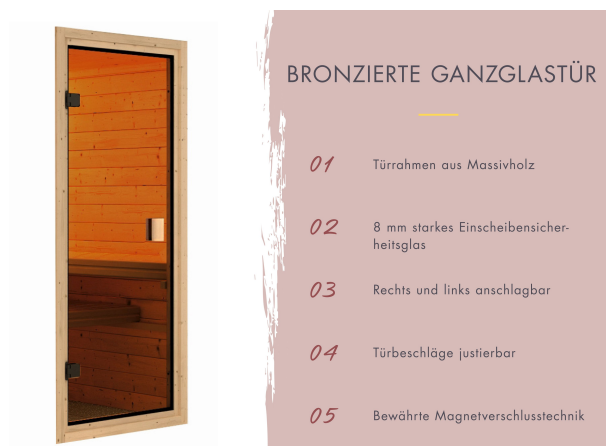 BRONZIERTE GANZGLASTÜR
01 Türrahmen aus Massivholz
02 8 mm starkes Einscheibensicher-
heitsglas
03 Rechts und links anschlagbar
04 Türbeschläge justierbar
05 Bewährte Magnetverschlusstechnik